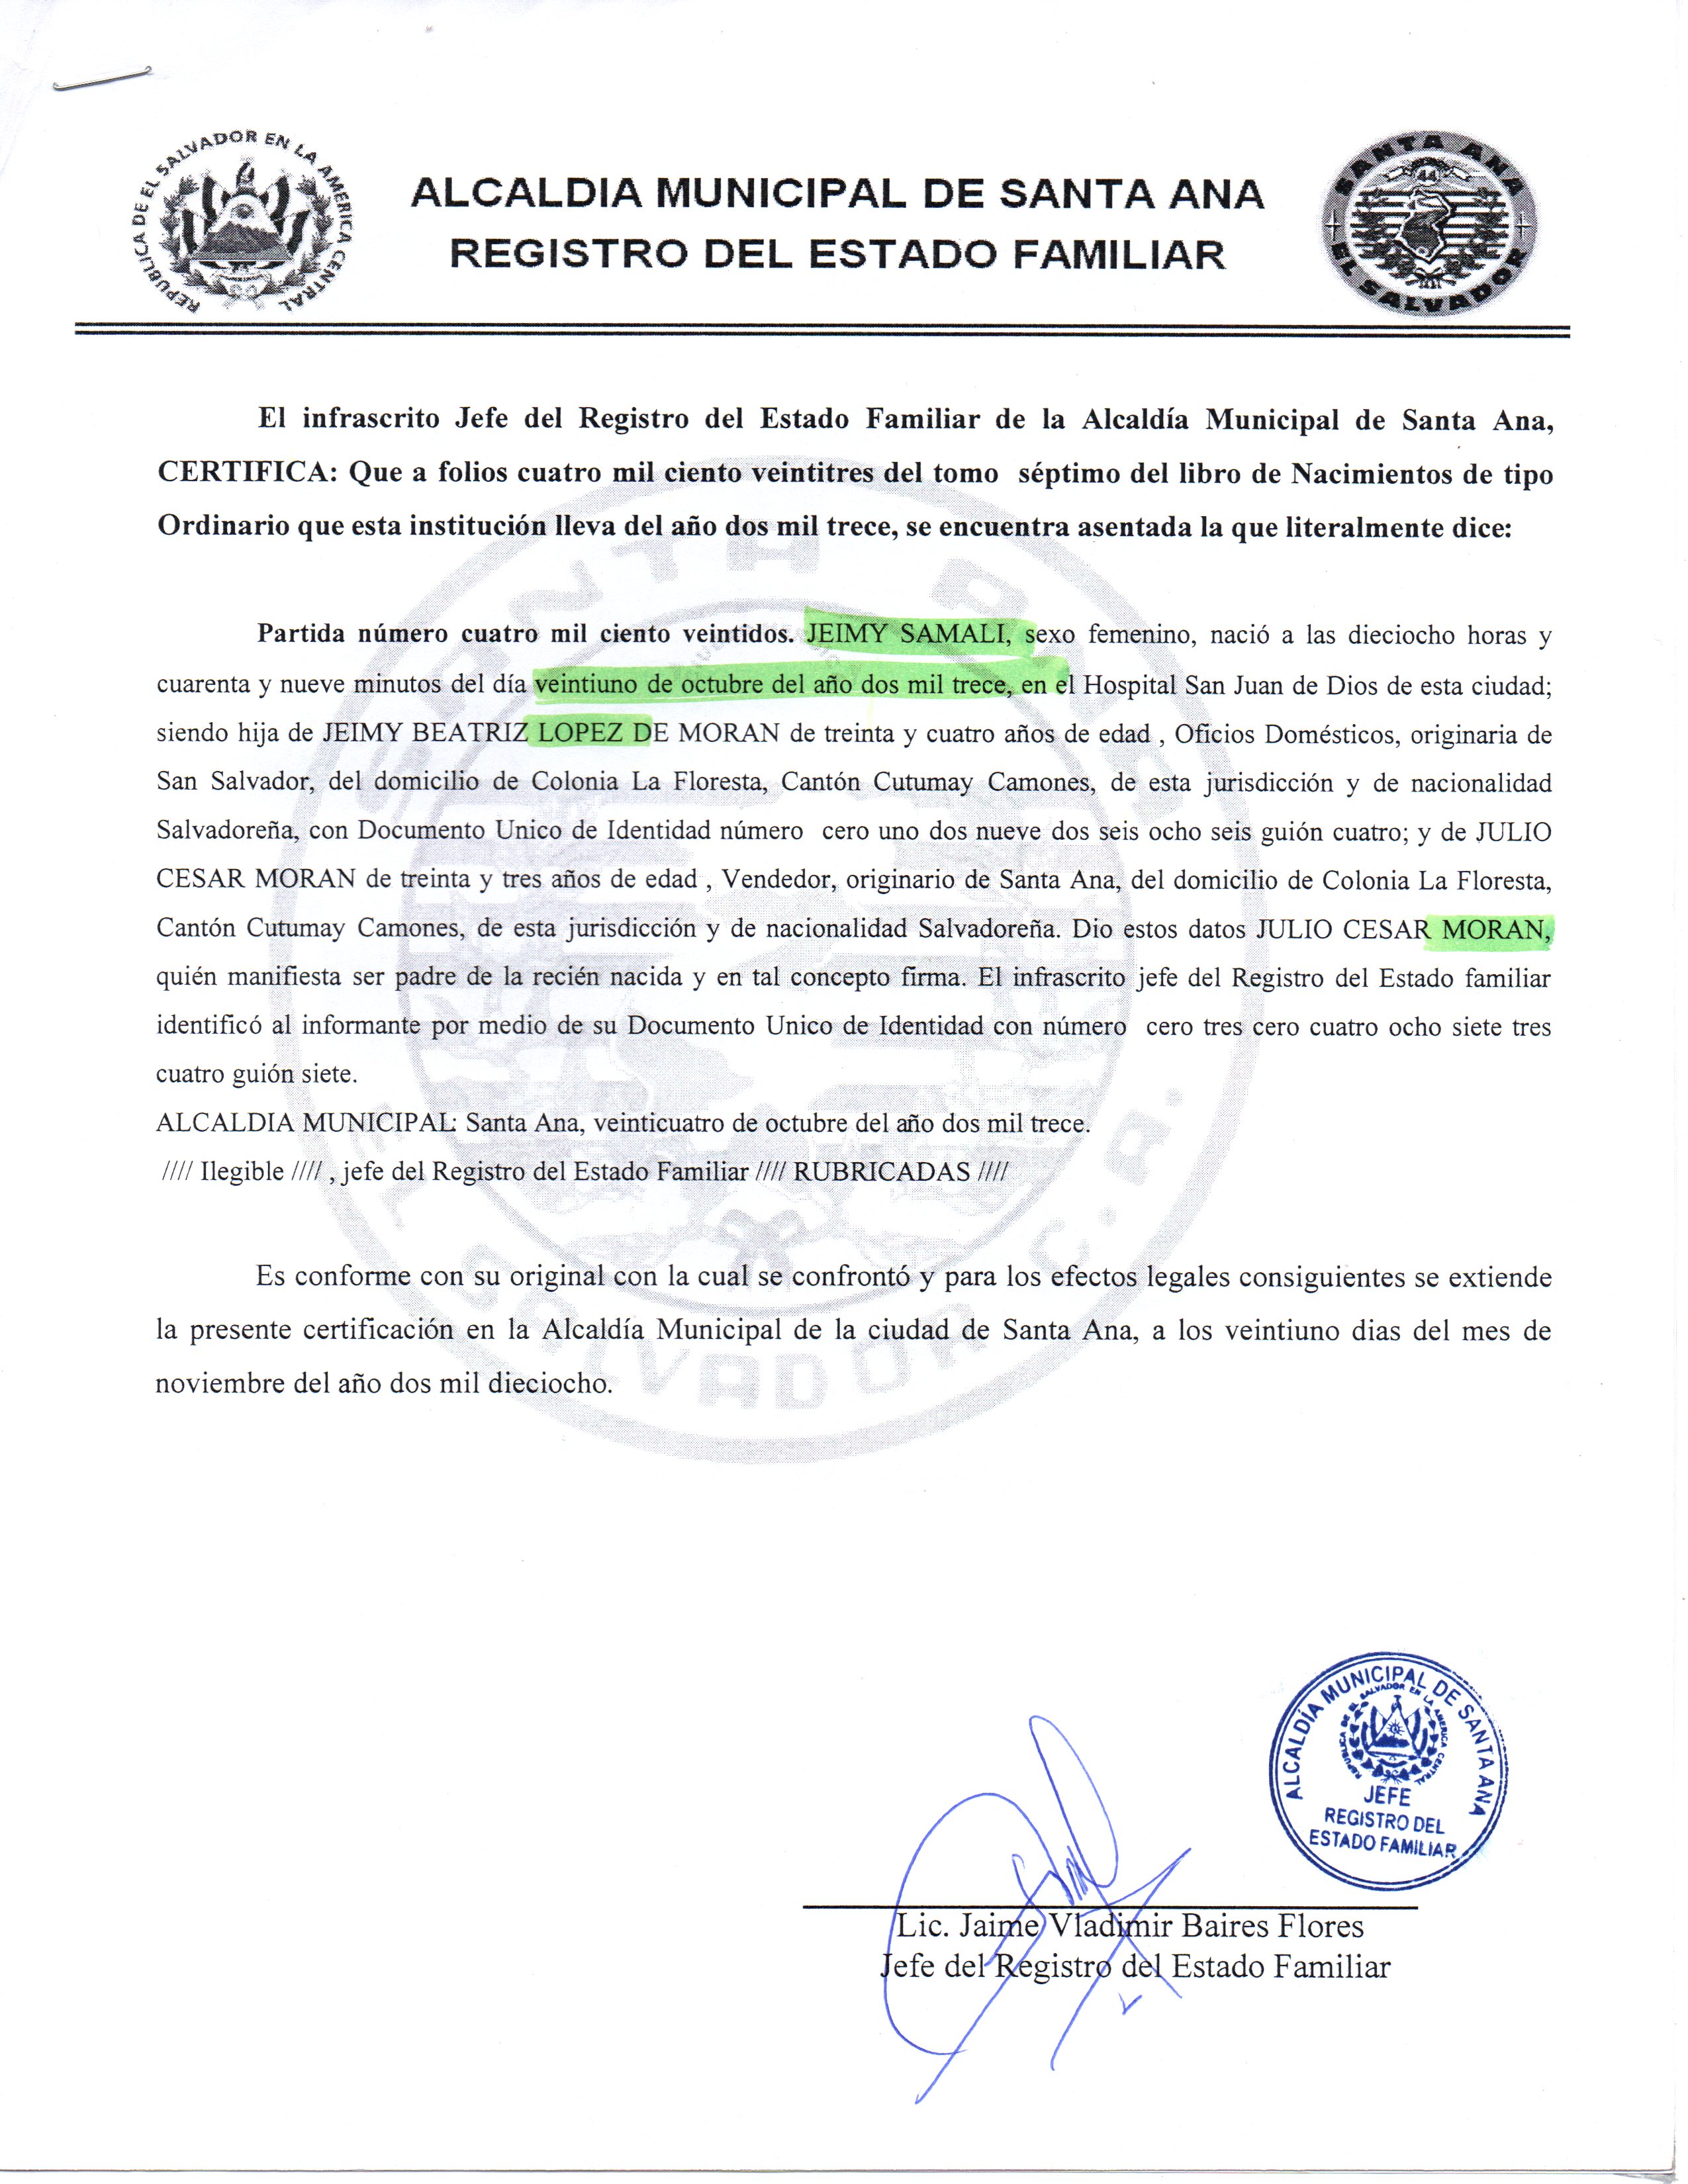 REPUBLICA DE EL SALVADOR EN LA AMERICA CENTRAL
ALCALDIA MUNICIPAL DE SANTA ANA
REGISTRO DEL ESTADO FAMILIAR
SANTA ANA
44
EL SALVADOR
El infrascrito Jefe del Registro del Estado Familiar de la Alcaldía Municipal de Santa Ana,
CERTIFICA: Que a folios cuatro mil ciento veintitres del tomo séptimo del libro de Nacimientos de tipo
Ordinario que esta institución lleva del año dos mil trece, se encuentra asentada la que literalmente dice:
Partida número cuatro mil ciento veintidos. JEIMY SAMALI, sexo femenino, nació a las dieciocho horas y
cuarenta y nueve minutos del día veintiuno de octubre del año dos mil trece, en el Hospital San Juan de Dios de esta ciudad;
siendo hija de JEIMY BEATRIZ LOPEZ DE MORAN de treinta y cuatro años de edad , Oficios Domésticos, originaria de
San Salvador, del domicilio de Colonia La Floresta, Cantón Cutumay Camones, de esta jurisdicción y de nacionalidad
Salvadoreña, con Documento Unico de Identidad número cero uno dos nueve dos seis ocho seis guión cuatro; y de JULIO
CESAR MORAN de treinta y tres años de edad , Vendedor, originario de Santa Ana, del domicilio de Colonia La Floresta,
Cantón Cutumay Camones, de esta jurisdicción y de nacionalidad Salvadoreña. Dio estos datos JULIO CESAR MORAN,
quién manifiesta ser padre de la recién nacida y en tal concepto firma. El infrascrito jefe del Registro del Estado familiar
identificó al informante por medio de su Documento Unico de Identidad con número cero tres cero cuatro ocho siete tres
cuatro guión siete.
ALCALDIA MUNICIPAL: Santa Ana, veinticuatro de octubre del año dos mil trece.
//// Ilegible //// , jefe del Registro del Estado Familiar //// RUBRICADAS ////
Es conforme con su original con la cual se confrontó y para los efectos legales consiguientes se extiende
la presente certificación en la Alcaldía Municipal de la ciudad de Santa Ana, a los veintiuno dias del mes de
noviembre del año dos mil dieciocho.
ALCALDÍA MUNICIPAL DE SANTA ANA
REPUBLICA DE EL SALVADOR EN LA AMERICA CENTRAL
JEFE
REGISTRO DEL
ESTADO FAMILIAR
Lic. Jaime Vladimir Baires Flores
Jefe del Registro del Estado Familiar